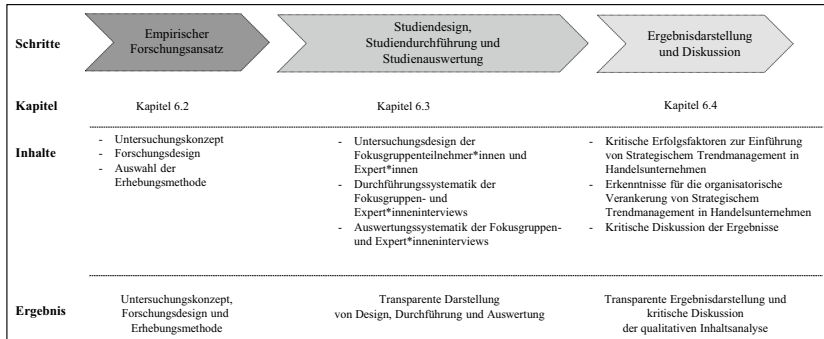 Schritte
Empirischer
Forschungsansatz
Studiendesign,
Studiendurchführung und
Studienauswertung
Ergebnisdarstellung
und Diskussion
Kapitel
Kapitel 6.2
Kapitel 6.3
Kapitel 6.4
Inhalte
- Untersuchungskonzept
- Forschungsdesign
- Auswahl der
Erhebungsmethode
- Untersuchungsdesign der
Fokusgruppenteilnehmer*innen und
Expert*innen
- Durchführungssystematik der
Fokusgruppen- und
Expert*inneninterviews
- Auswertungssystematik der Fokusgruppen-
und Expert*inneninterviews
- Kritische Erfolgsfaktoren zur Einführung
von Strategischem Trendmanagement in
Handelsunternehmen
- Erkenntnisse für die organisatorische
Verankerung von Strategischem
Trendmanagement in Handelsunternehmen
- Kritische Diskussion der Ergebnisse
Ergebnis
Untersuchungskonzept,
Forschungsdesign und
Erhebungsmethode
Transparente Darstellung
von Design, Durchführung und Auswertung
Transparente Ergebnisdarstellung und
kritische Diskussion
der qualitativen Inhaltsanalyse